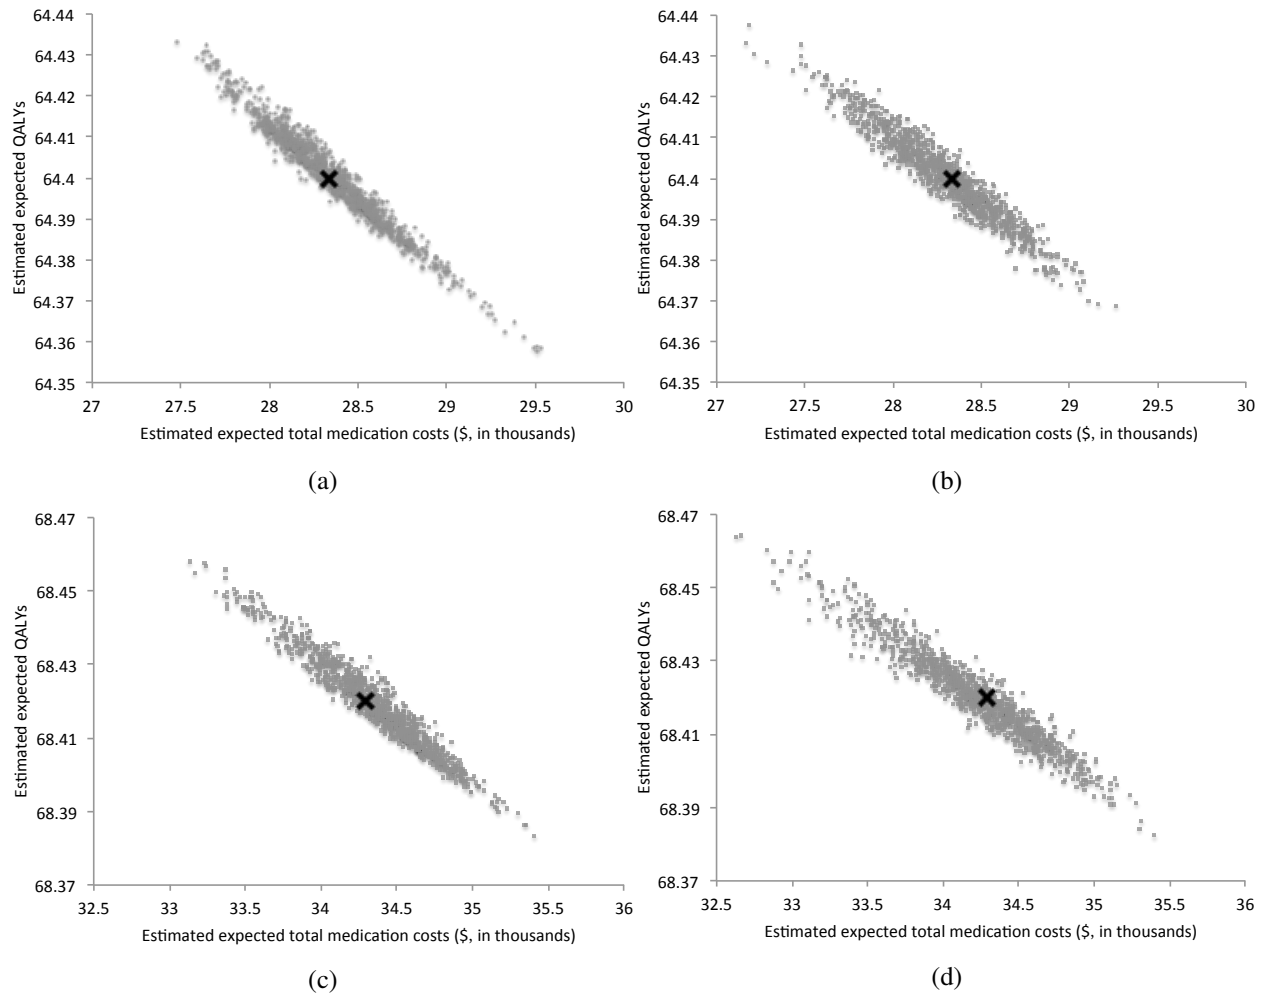 64.44
64.43
64.42
64.41
64.4
64.39
64.38
64.37
64.36
64.35
Estimated expected QALYs
27 27.5 28 28.5 29 29.5 30
Estimated expected total medication costs ($, in thousands)
(a)
64.44
64.43
64.42
64.41
64.4
64.39
64.38
64.37
64.36
64.35
Estimated expected QALYs
27 27.5 28 28.5 29 29.5 30
Estimated expected total medication costs ($, in thousands)
(b)
68.47
68.45
68.43
68.41
68.39
68.37
Estimated expected QALYs
32.5 33 33.5 34 34.5 35 35.5 36
Estimated expected total medication costs ($, in thousands)
(c)
68.47
68.45
68.43
68.41
68.39
68.37
Estimated expected QALYs
32.5 33 33.5 34 34.5 35 35.5 36
Estimated expected total medication costs ($, in thousands)
(d)